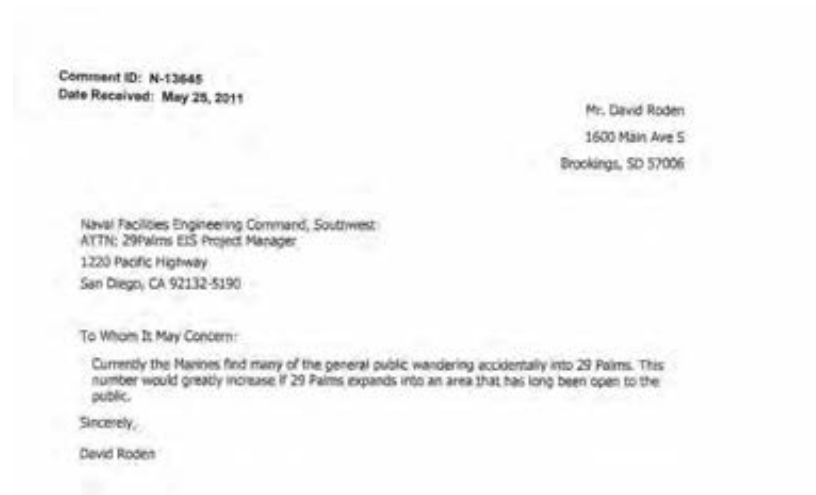 Comment ID: N-13645
Date Received: May 25, 2011
Mr. David Roden
1600 Main Ave S
Brookings, SD 57006
Naval Facilities Engineering Command, Southwest
AYTN: 29Palms EIS Project Manager
1220 Pacific Highway
San Diego, CA 92132-5190
To Whom It May Concern:
Currently the Marines find many of the general public wandering accidentally into 29 Palms. This
number would greatly increase if 29 Palms expands into an area that has long been open to the
public.
Sincerely,
David Roden